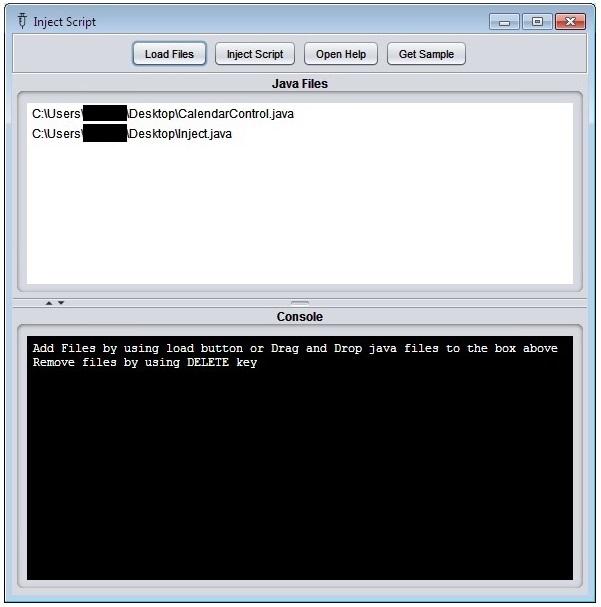 Inject Script
Load Files Inject Script Open Help Get Sample
Java Files
C:\Users\ \Desktop\CalendarControl.java
C:\Users\ \Desktop\Inject.java
Console
Add Files by using load button or Drag and Drop java files to the box above
Remove files by using DELETE key